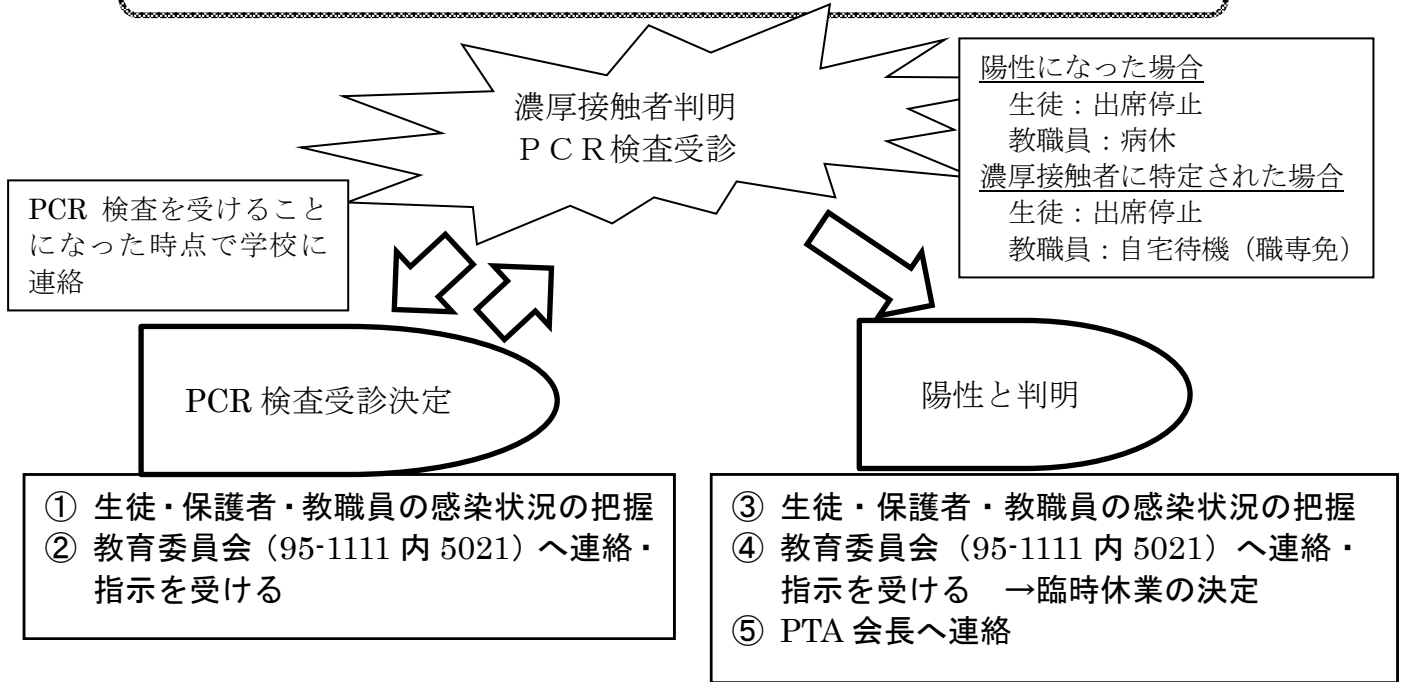 濃厚接触者判明
ＰＣＲ検査受診
陽性になった場合
生徒：出席停止
教職員：病休
濃厚接触者に特定された場合
生徒：出席停止
教職員：自宅待機（職専免）
PCR 検査を受けること
になった時点で学校に
連絡
PCR 検査受診決定
陽性と判明
① 生徒・保護者・教職員の感染状況の把握
② 教育委員会（95-1111 内 5021）へ連絡・
指示を受ける
③ 生徒・保護者・教職員の感染状況の把握
④ 教育委員会（95-1111 内 5021）へ連絡・
指示を受ける　→臨時休業の決定
⑤ PTA 会長へ連絡